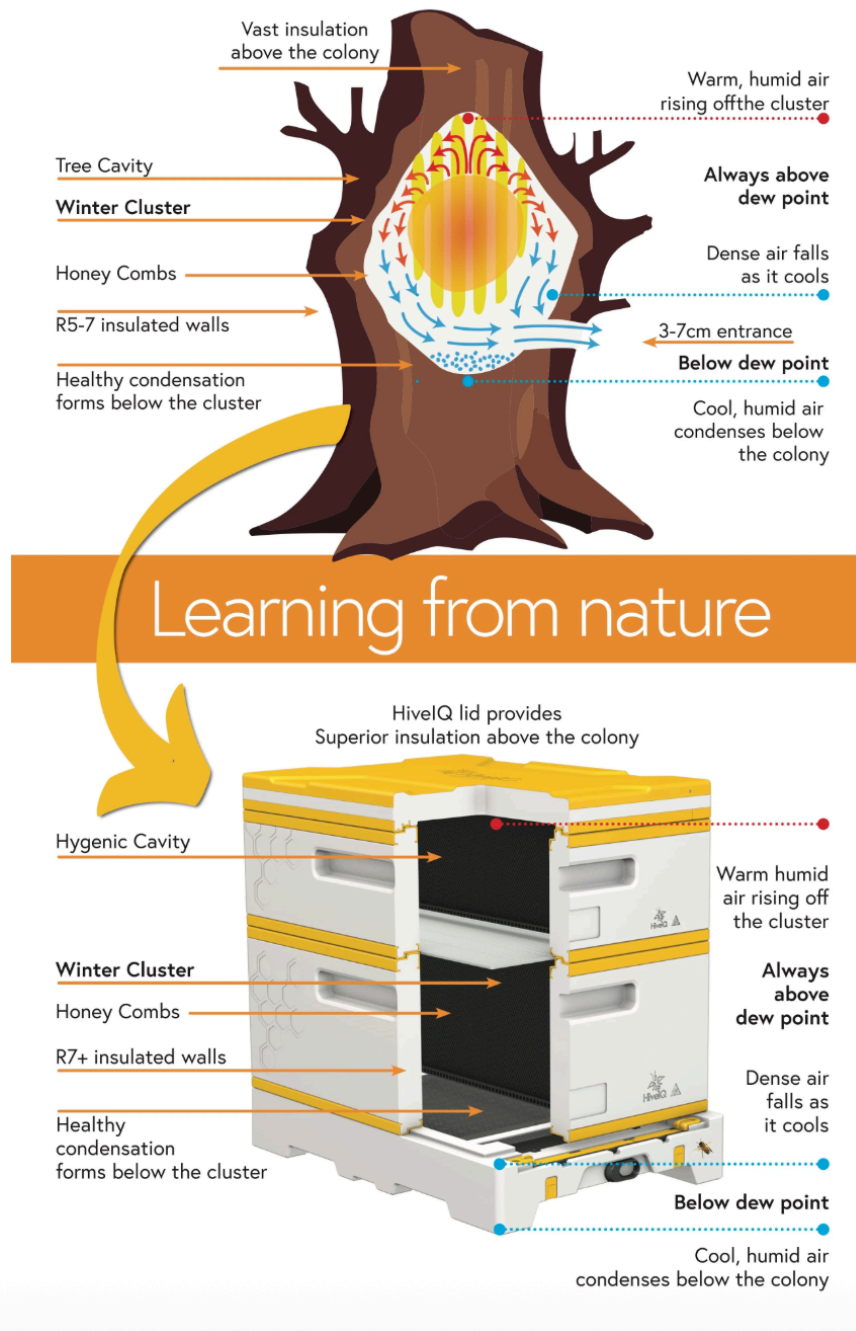 Vast insulation
above the colony
Warm, humid air
rising offthe cluster
Tree Cavity
Always above
dew point
Winter Cluster
Dense air falls
as it cools
Honey Combs
R5-7 insulated walls
3-7cm entrance
Below dew point
Healthy condensation
forms below the cluster
Cool, humid air
condenses below
the colony
Learning from nature
HiveIQ lid provides
Superior insulation above the colony
Hygenic Cavity
Warm humid
air rising off
the cluster
HiveIQ
Winter Cluster
Always
above
dew point
Honey Combs
R7+ insulated walls
Dense air
falls as
it cools
HiveIQ
Healthy
condensation
forms below the cluster
Below dew point
Cool, humid air
condenses below the colony